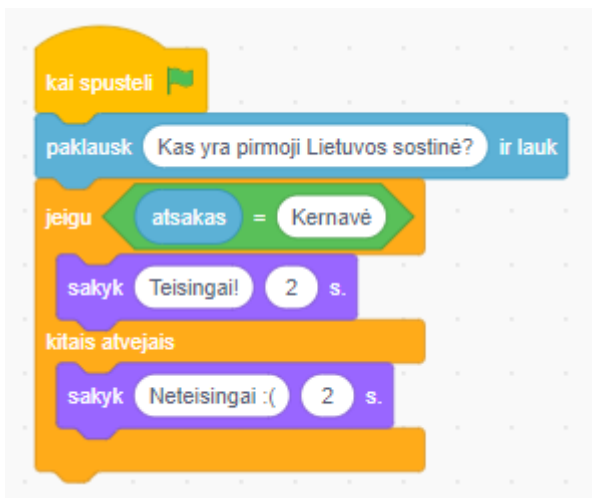 kai spusteli
paklausk Kas yra pirmoji Lietuvos sostinė? ir lauk
jeigu atsakas = Kernavė
sakyk Teisingai! 2 s.
kitais atvejais
sakyk Neteisingai :( 2 s.